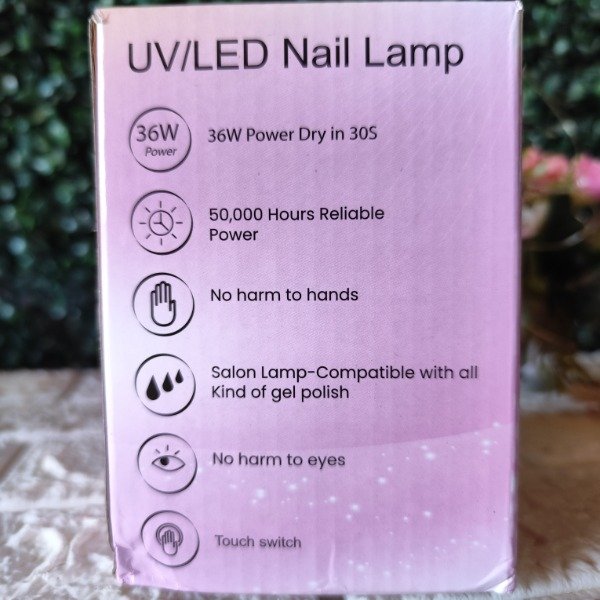 UV/LED Nail Lamp
36W
Power
36W Power Dry in 30S
50,000 Hours Reliable
Power
No harm to hands
Salon Lamp-Compatible with all
Kind of gel polish
No harm to eyes
Touch switch